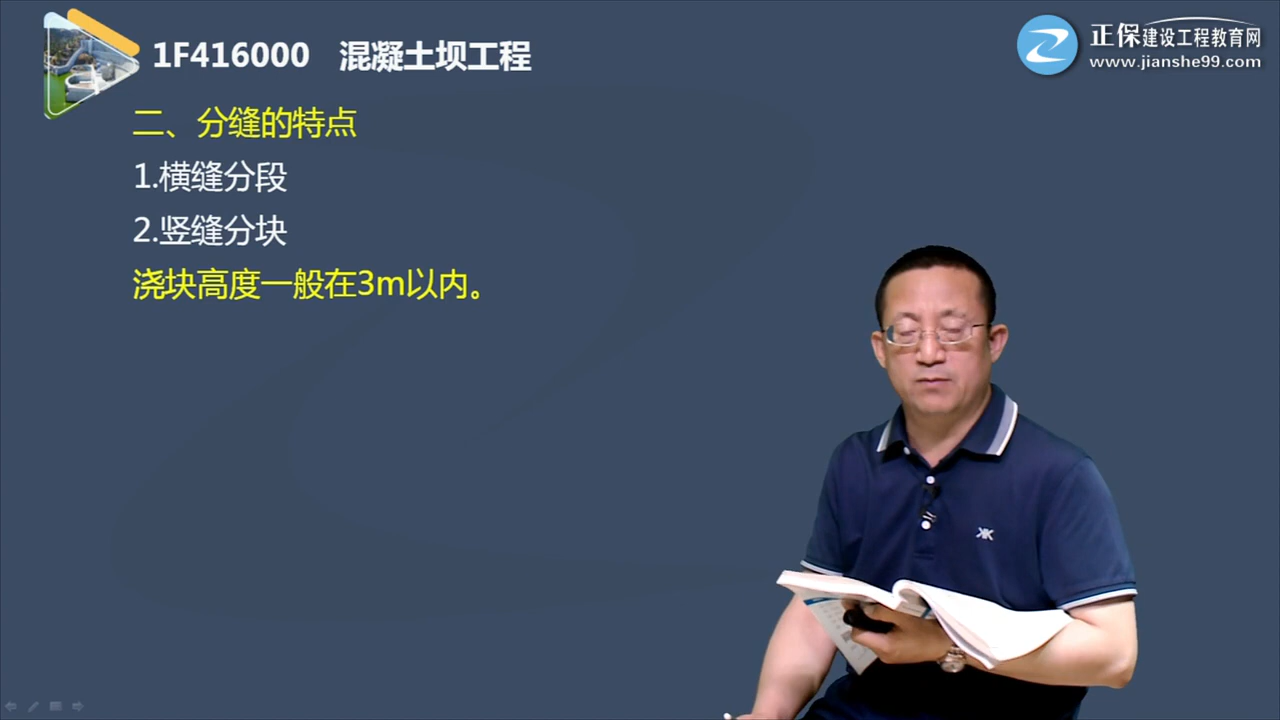 1F416000 混凝土坝工程
正保建设工程教育网
www.jianshe99.com
二、分缝的特点
1.横缝分段
2.竖缝分块
浇块高度一般在3m以内。